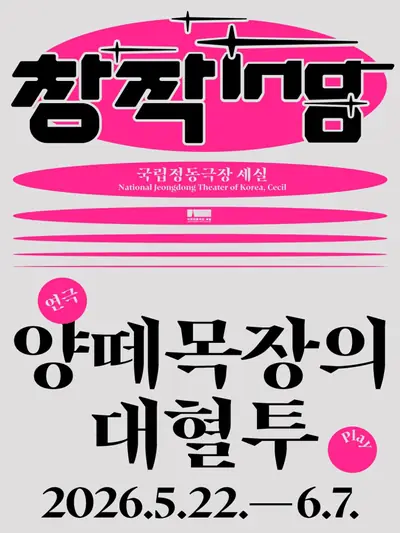 창작ing
국립정동극장 세실
National Jeongdong Theater of Korea, Cecil
연극
양떼목장의
대혈투
Play
2026.5.22.—6.7.